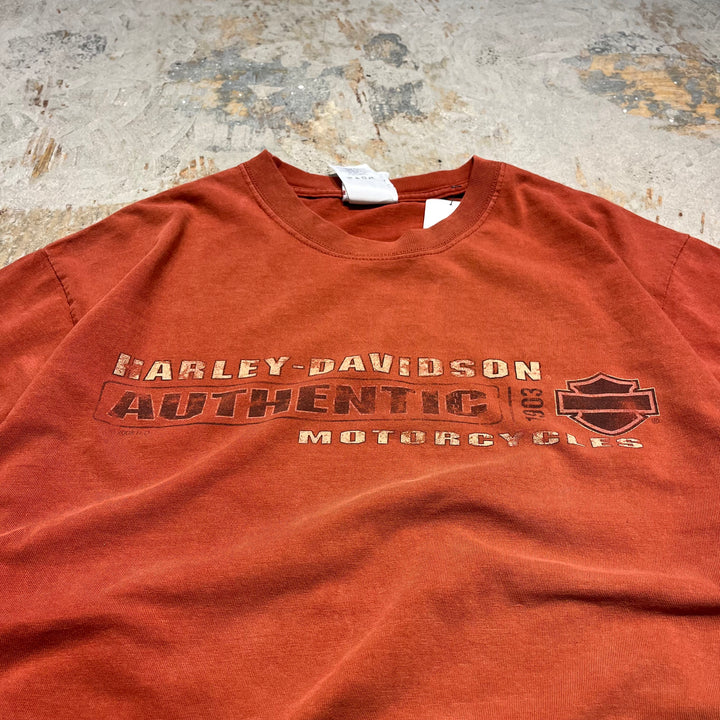 HARLEY-DAVIDSON
AUTHENTIC
1903
MOTORCYCLES
®